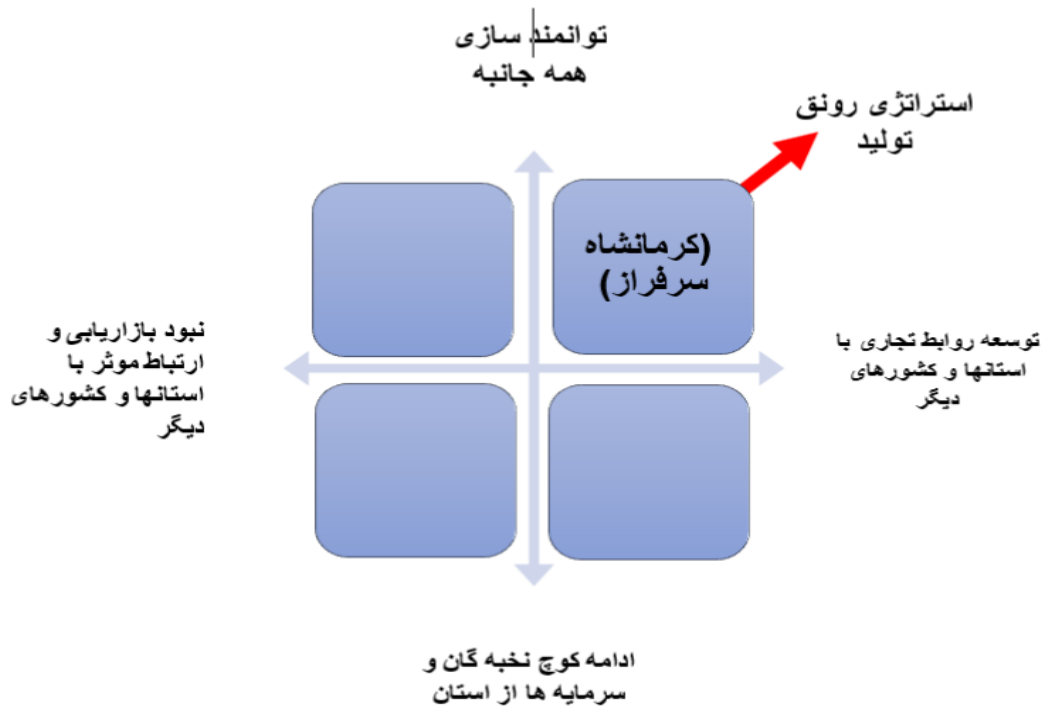 توانمند سازی
همه جانبه
استراتژی رونق
تولید
(کرمانشاه
سرفراز)
توسعه روابط تجاری با
استانها و کشورهای
دیگر
نبود بازاریابی و
ارتباط موثر با
استانها و کشورهای
دیگر
ادامه کوچ نخبه گان و
سرمایه ها از استان